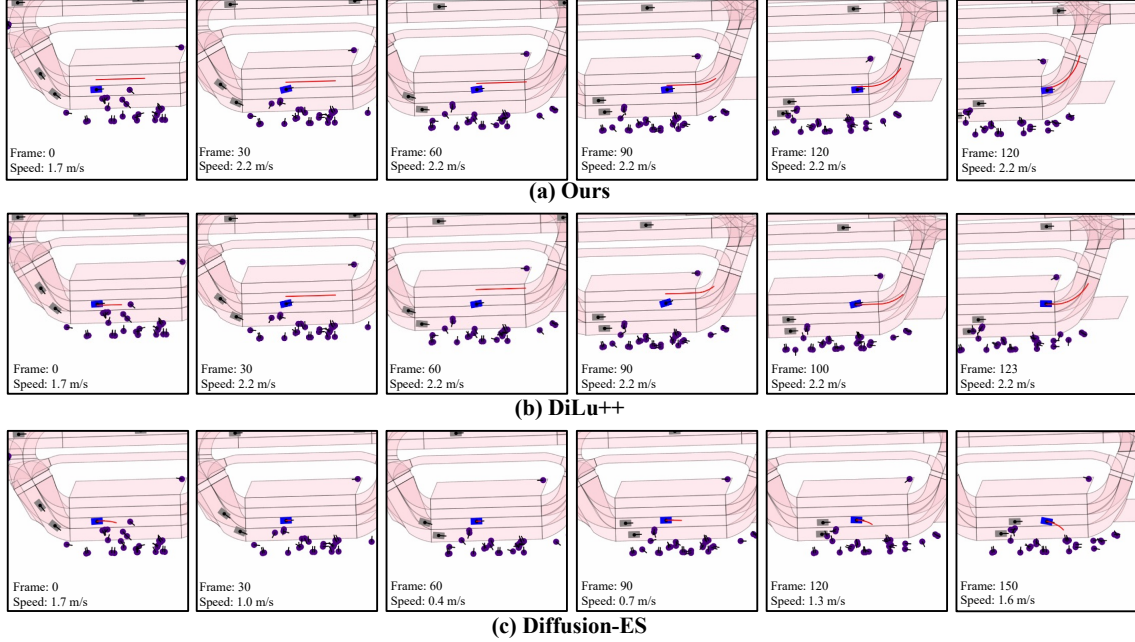 Frame: 0
Speed: 1.7 m/s
Frame: 30
Speed: 2.2 m/s
Frame: 60
Speed: 2.2 m/s
Frame: 90
Speed: 2.2 m/s
Frame: 120
Speed: 2.2 m/s
Frame: 120
Speed: 2.2 m/s
(a) Ours
Frame: 0
Speed: 1.7 m/s
Frame: 30
Speed: 2.2 m/s
Frame: 60
Speed: 2.2 m/s
Frame: 90
Speed: 2.2 m/s
Frame: 100
Speed: 2.2 m/s
Frame: 123
Speed: 2.2 m/s
(b) DiLu++
Frame: 0
Speed: 1.7 m/s
Frame: 30
Speed: 1.0 m/s
Frame: 60
Speed: 0.4 m/s
Frame: 90
Speed: 0.7 m/s
Frame: 120
Speed: 1.3 m/s
Frame: 150
Speed: 1.6 m/s
(c) Diffusion-ES